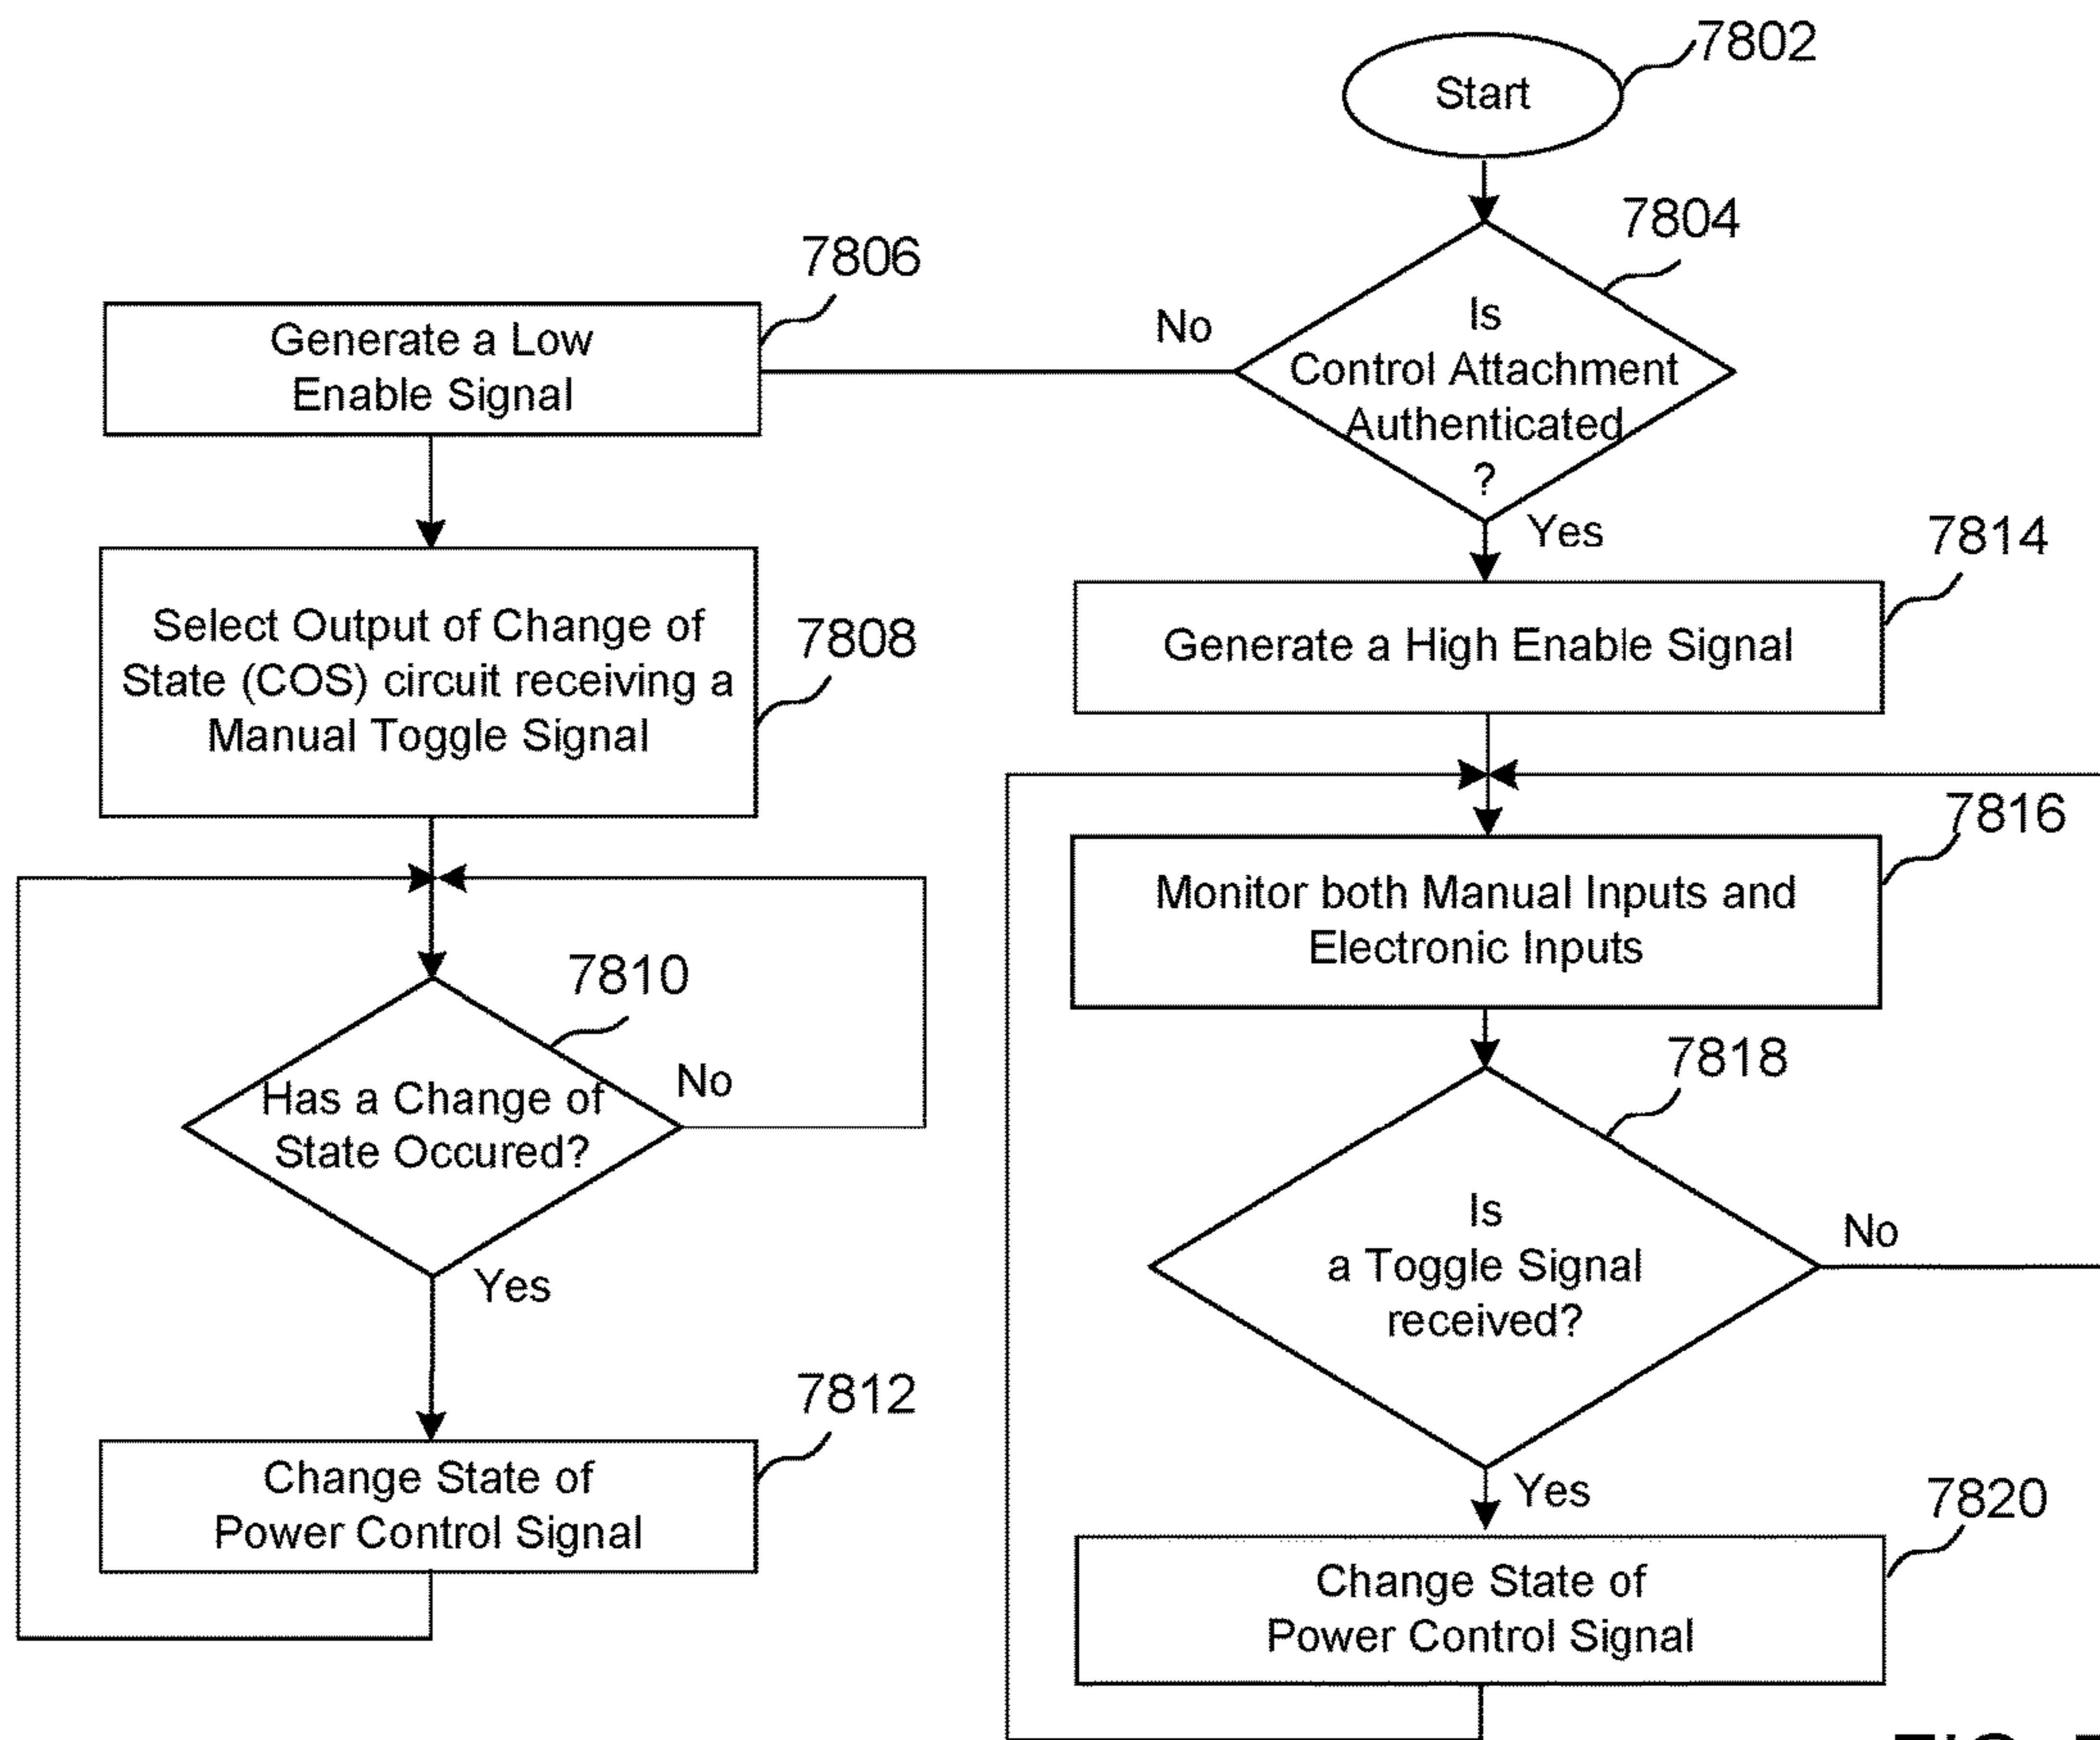 Start
7802
7804
Is
Control Attachment
Authenticated
?
No
Yes
7806
Generate a Low
Enable Signal
7808
Select Output of Change of
State (COS) circuit receiving a
Manual Toggle Signal
7810
Has a Change of
State Occured?
No
Yes
7812
Change State of
Power Control Signal
7814
Generate a High Enable Signal
7816
Monitor both Manual Inputs and
Electronic Inputs
7818
Is
a Toggle Signal
received?
No
Yes
7820
Change State of
Power Control Signal